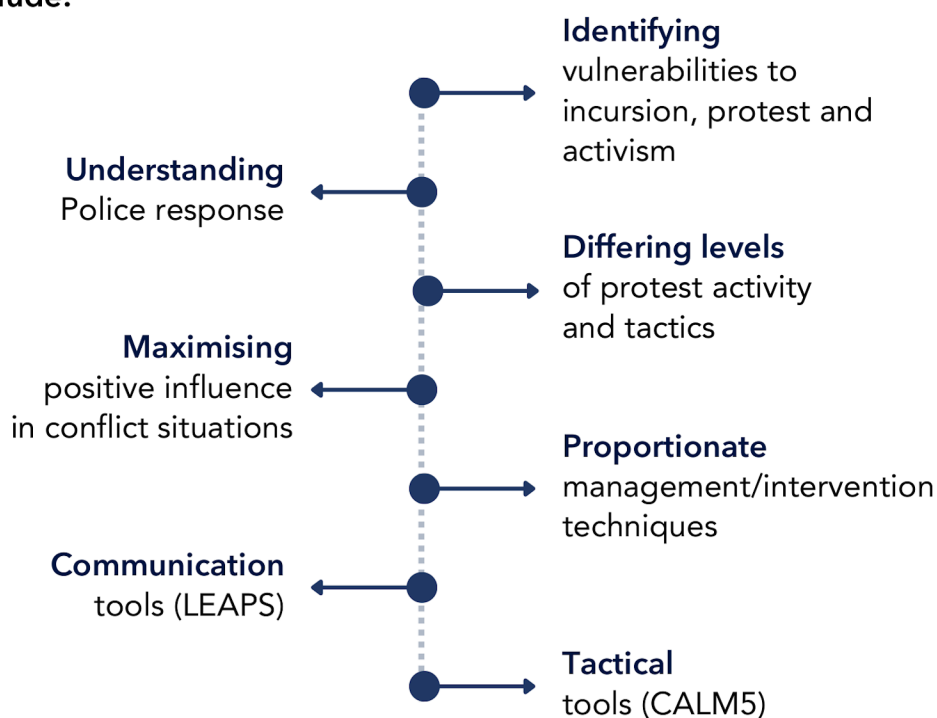 Identifying
vulnerabilities to
incursion, protest and
activism
Understanding
Police response
Differing levels
of protest activity
and tactics
Maximising
positive influence
in conflict situations
Proportionate
management/intervention
techniques
Communication
tools (LEAPS)
Tactical
tools (CALM5)